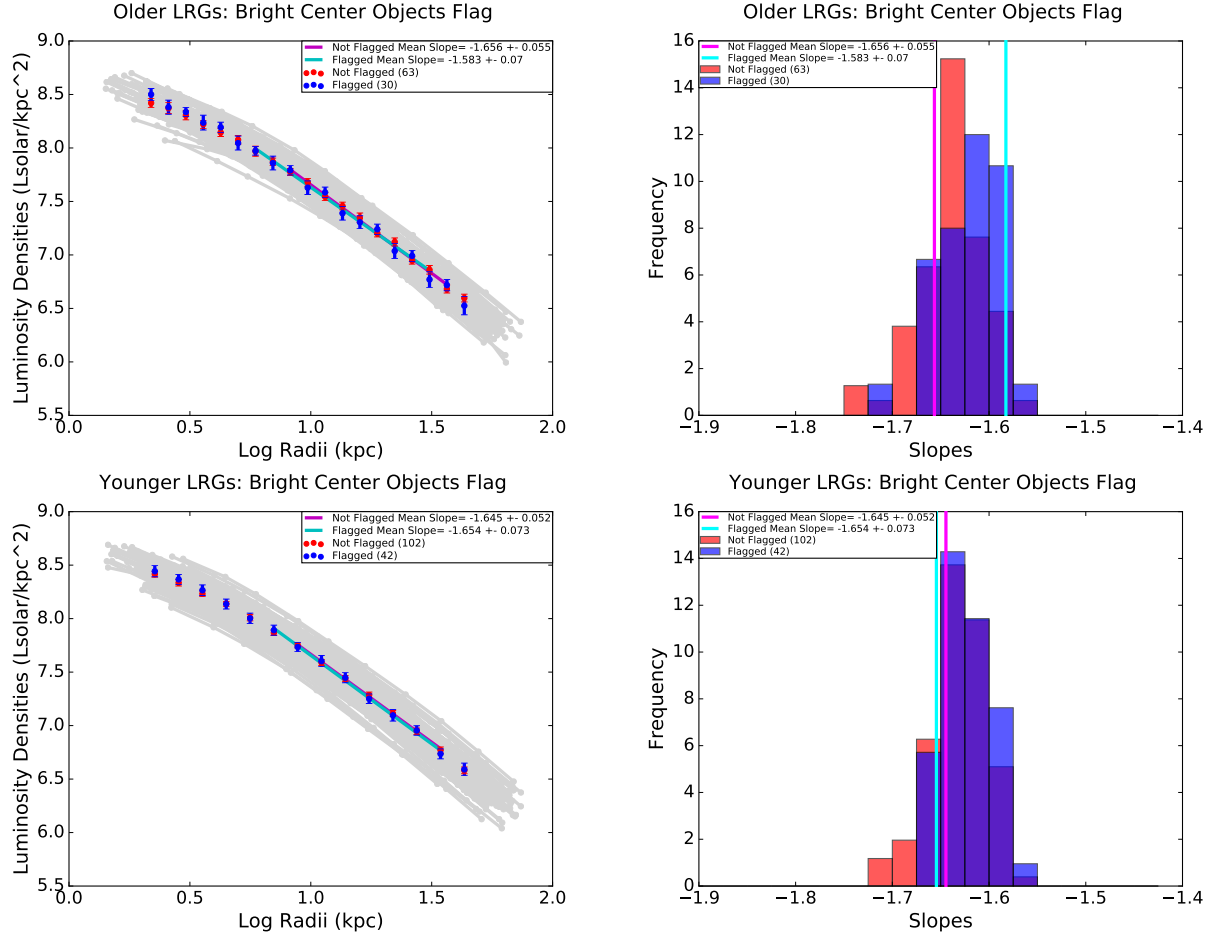 Older LRGs: Bright Center Objects Flag
Luminosity Densities (Lsolar/kpc^2)
9.0
8.5
8.0
7.5
7.0
6.5
6.0
5.5
Not Flagged Mean Slope= -1.656 +- 0.055
Flagged Mean Slope= -1.583 +- 0.07
Not Flagged (63)
Flagged (30)
0.0 0.5 1.0 1.5 2.0
Log Radii (kpc)
Older LRGs: Bright Center Objects Flag
Frequency
16
14
12
10
8
6
4
2
0
Not Flagged Mean Slope= -1.656 +- 0.055
Flagged Mean Slope= -1.583 +- 0.07
Not Flagged (63)
Flagged (30)
−1.9 −1.8 −1.7 −1.6 −1.5 −1.4
Slopes
Younger LRGs: Bright Center Objects Flag
Luminosity Densities (Lsolar/kpc^2)
9.0
8.5
8.0
7.5
7.0
6.5
6.0
5.5
Not Flagged Mean Slope= -1.645 +- 0.052
Flagged Mean Slope= -1.654 +- 0.073
Not Flagged (102)
Flagged (42)
0.0 0.5 1.0 1.5 2.0
Log Radii (kpc)
Younger LRGs: Bright Center Objects Flag
Frequency
16
14
12
10
8
6
4
2
0
Not Flagged Mean Slope= -1.645 +- 0.052
Flagged Mean Slope= -1.654 +- 0.073
Not Flagged (102)
Flagged (42)
−1.9 −1.8 −1.7 −1.6 −1.5 −1.4
Slopes